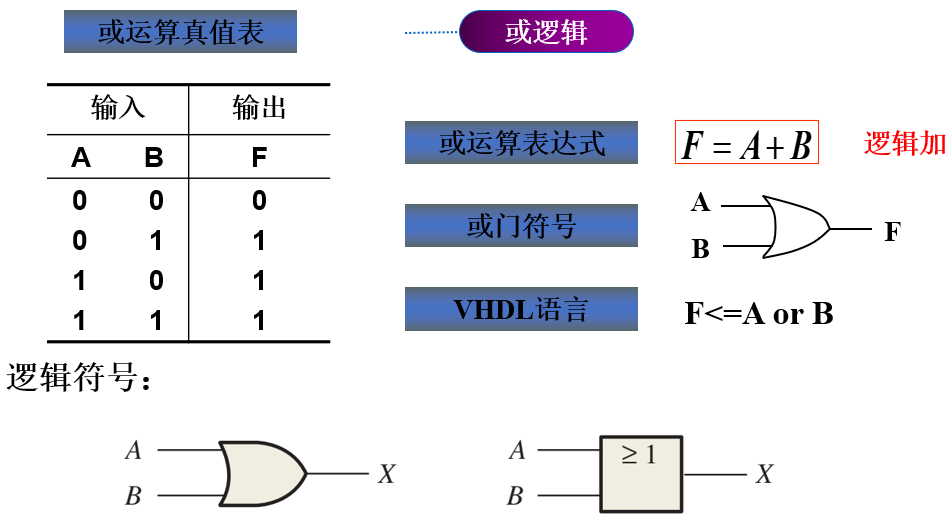 或运算真值表
或逻辑
输入 输出
A B F
0 0 0
0 1 1
1 0 1
1 1 1
或运算表达式 F = A + B 逻辑加
或门符号
A
B
F
VHDL语言 F<=A or B
逻辑符号：
A
B
X
A
B
≥ 1
X